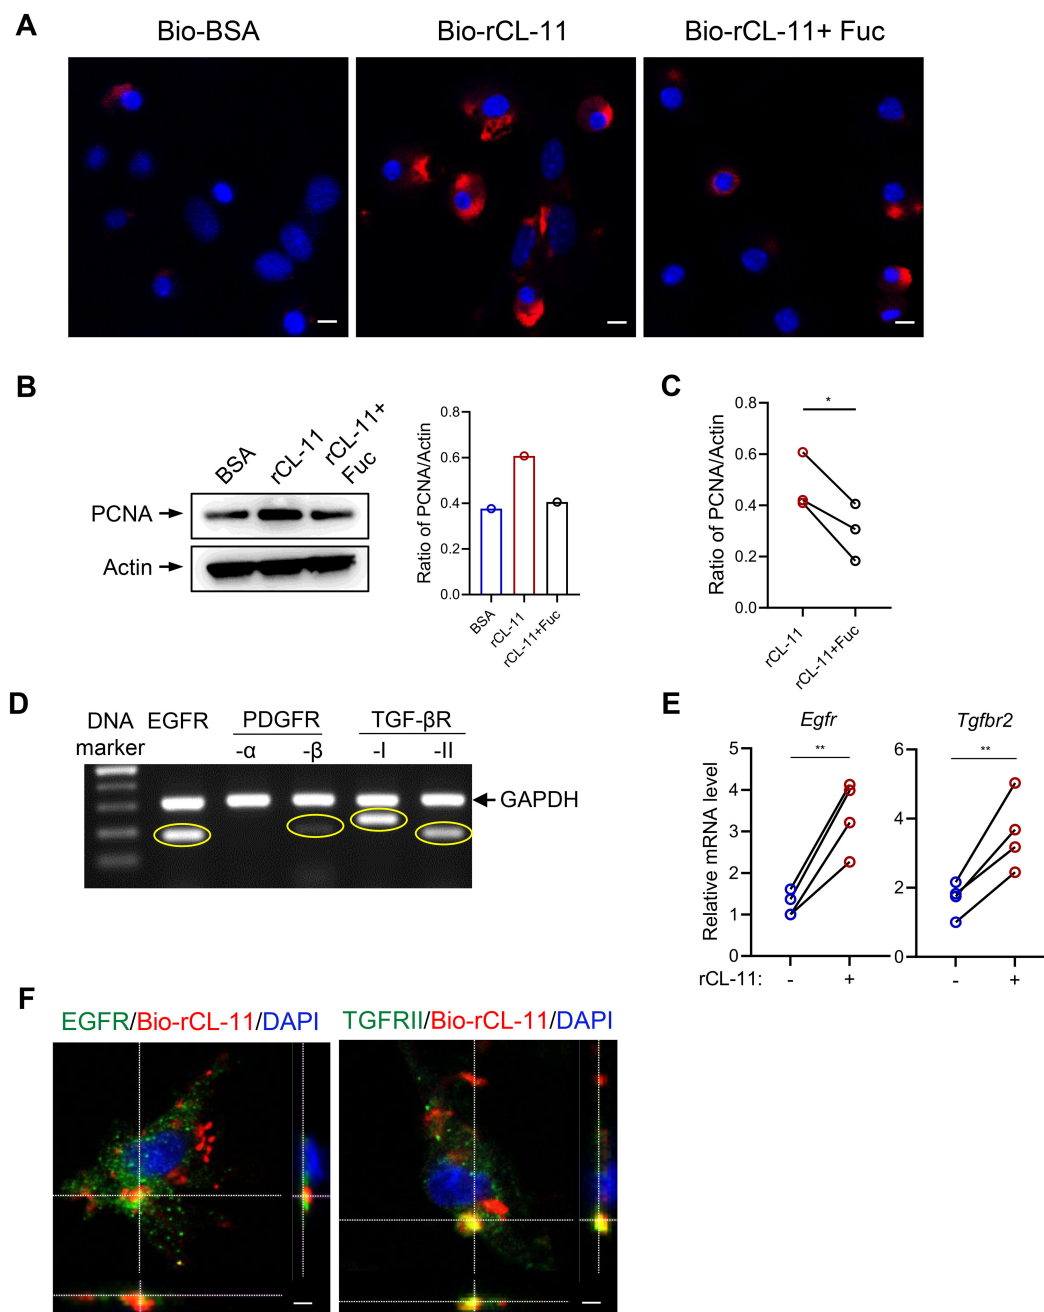 A
Bio-BSA
Bio-rCL-11
Bio-rCL-11+ Fuc
B
BSA
rCL-11
rCL-11+
Fuc
PCNA
Actin
Ratio of PCNA/Actin
0.8
0.6
0.4
0.2
0.0
BSA
rCL-11
rCL-11+Fuc
C
Ratio of PCNA/Actin
0.8
0.6
0.4
0.2
0.0
*
rCL-11
rCL-11+Fuc
D
DNA
marker
EGFR
PDGFR
TGF-βR
-α
-β
-I
-II
GAPDH
E
Egfr
Tgfbr2
Relative mRNA level
5
4
3
2
1
0
**
6
4
2
0
**
rCL-11:
-
+
-
+
F
EGFR/Bio-rCL-11/DAPI
TGFRII/Bio-rCL-11/DAPI